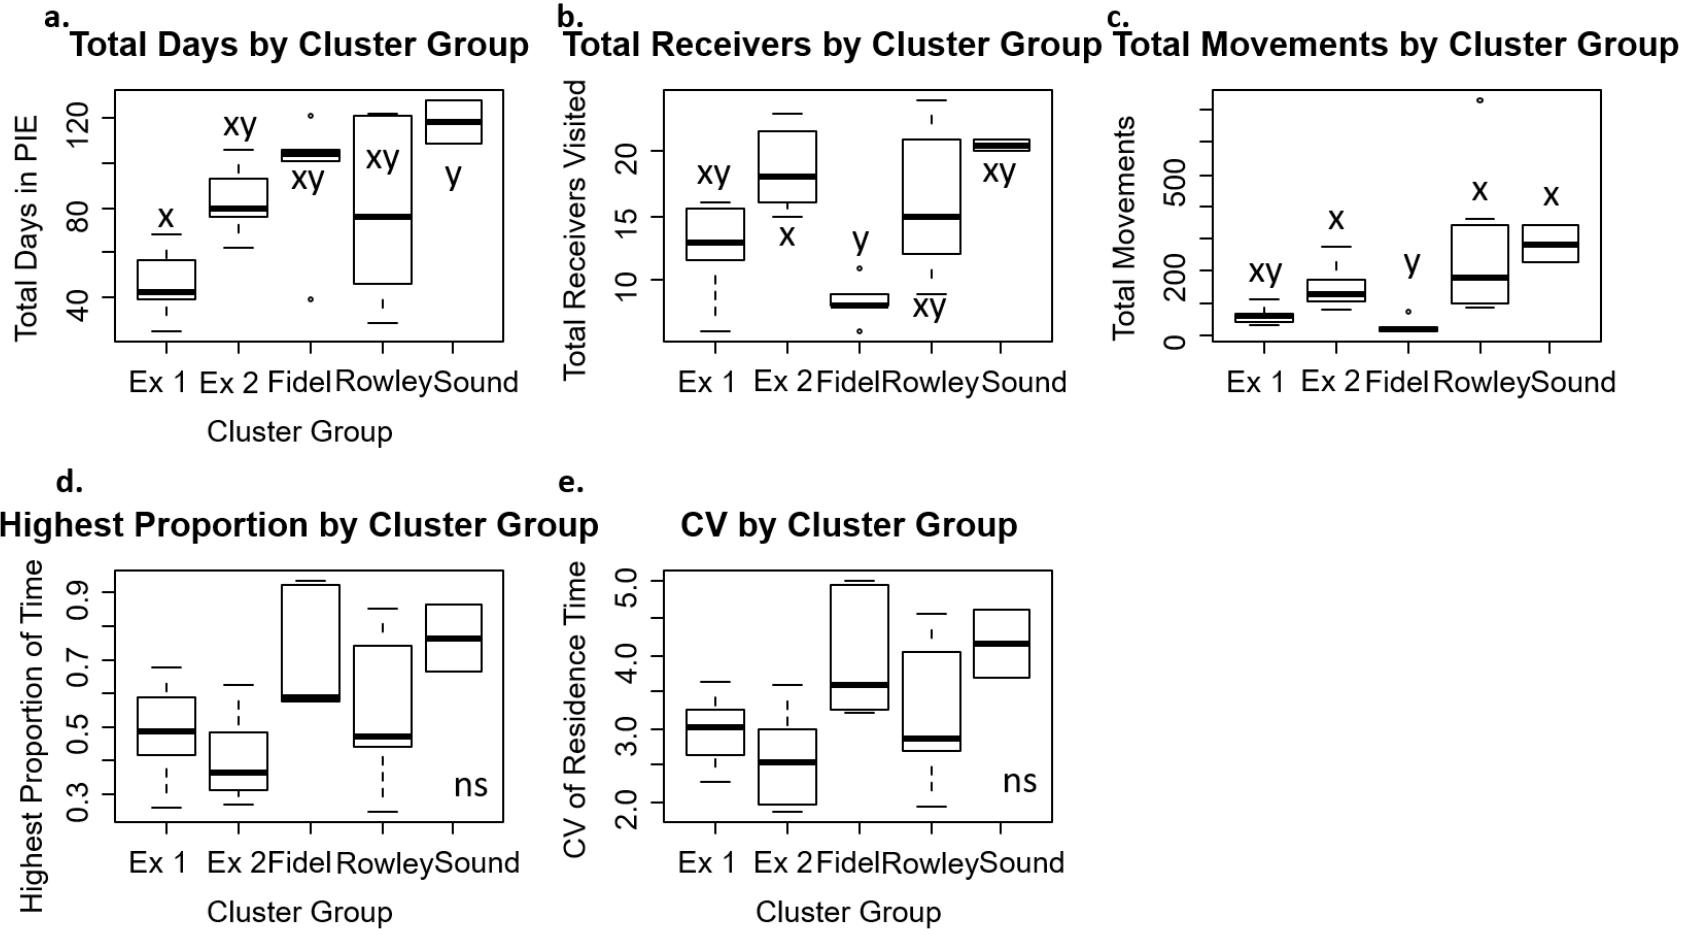 a.
Total Days by Cluster Group
Total Days in PIE
120
80
40
x
xy
xy
xy
y
Ex 1 Ex 2 Fidel Rowley Sound
Cluster Group
b.
Total Receivers by Cluster Group
Total Receivers Visited
20
15
10
xy
x
y
xy
xy
Ex 1 Ex 2 Fidel Rowley Sound
c.
Total Movements by Cluster Group
Total Movements
500
200
0
xy
x
y
x
x
Ex 1 Ex 2 Fidel Rowley Sound
d.
Highest Proportion by Cluster Group
Highest Proportion of Time
0.9
0.7
0.5
0.3
ns
Ex 1 Ex 2 Fidel Rowley Sound
Cluster Group
e.
CV by Cluster Group
CV of Residence Time
5.0
4.0
3.0
2.0
ns
Ex 1 Ex 2 Fidel Rowley Sound
Cluster Group